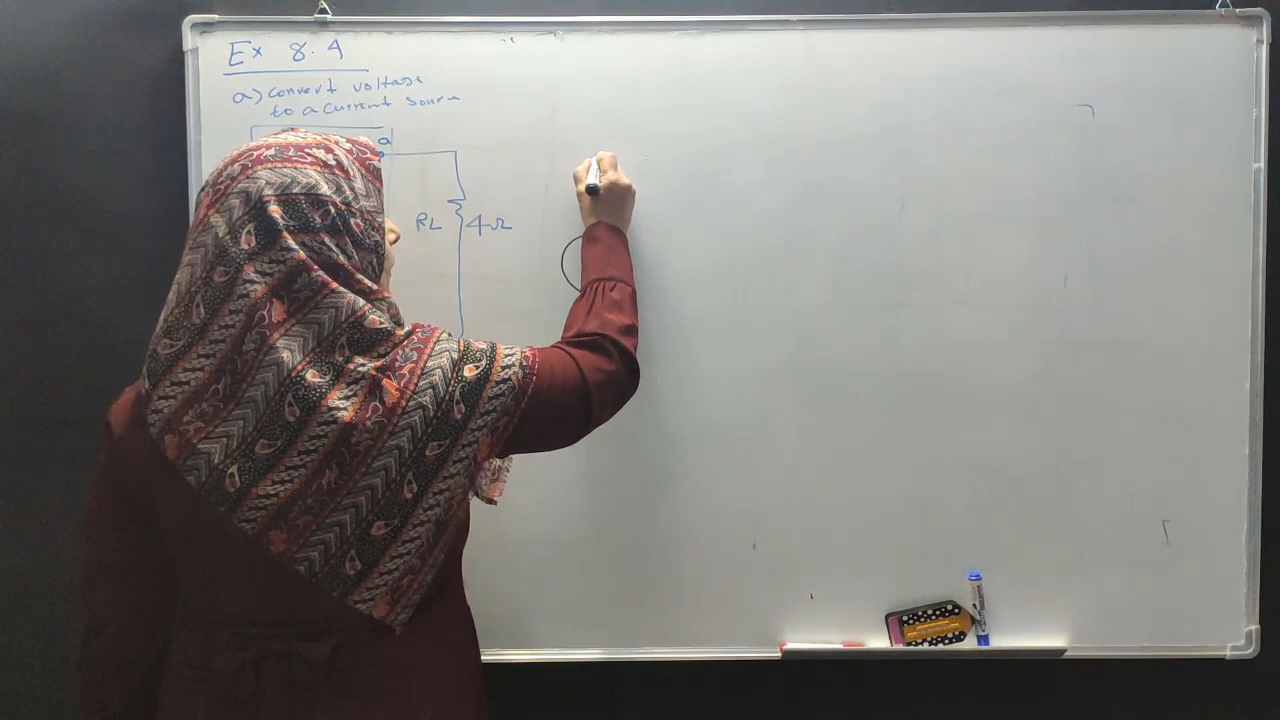 Ex 8.4
a) convert voltage
to a current source
a
RL 4Ω